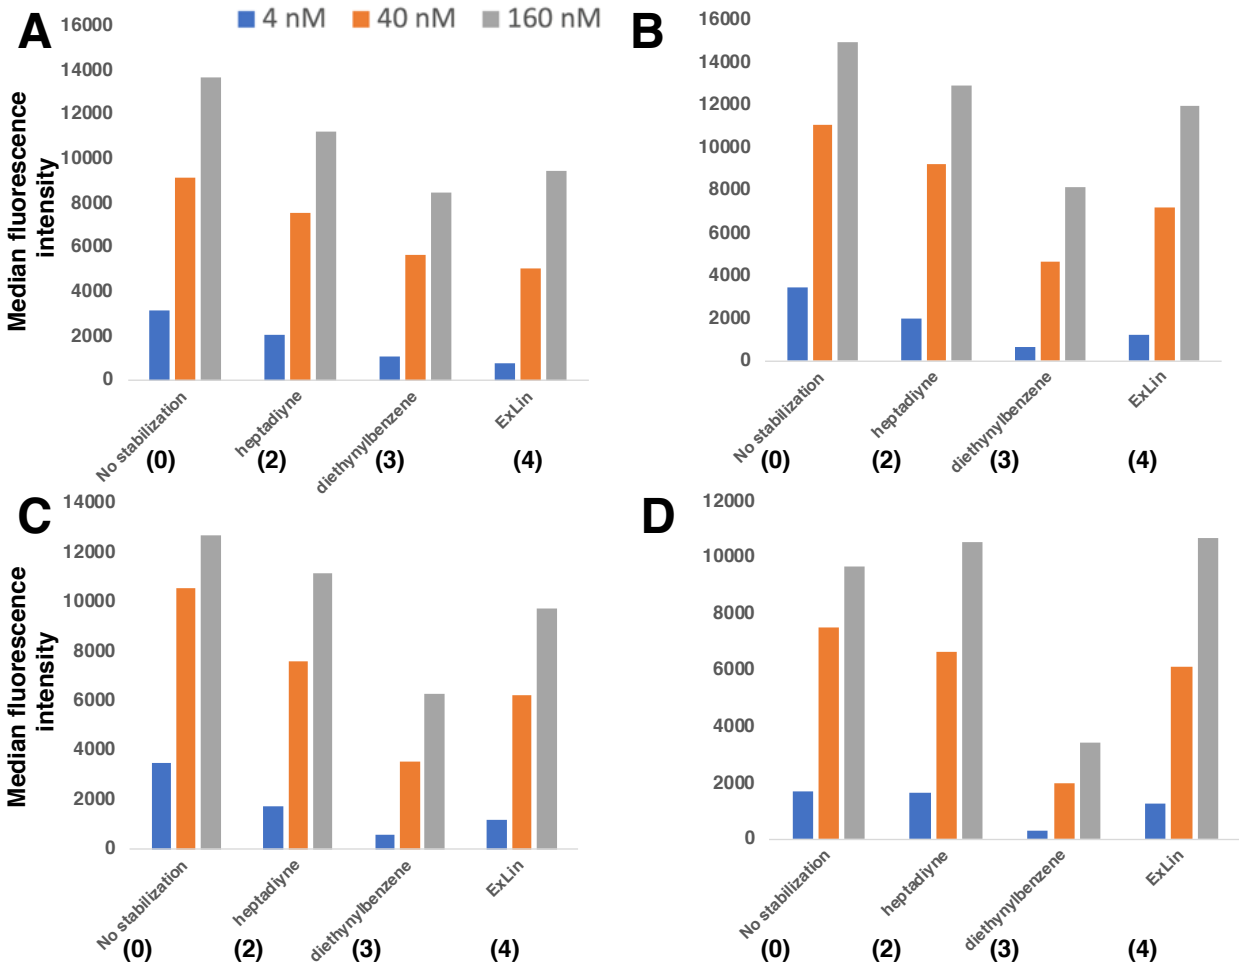 A
4 nM 40 nM 160 nM
Median fluorescence
intensity
16000
14000
12000
10000
8000
6000
4000
2000
0
No stabilization
heptadiyne
diethynylbenzene
ExLin
(0) (2) (3) (4)
B
16000
14000
12000
10000
8000
6000
4000
2000
0
No stabilization
heptadiyne
diethynylbenzene
ExLin
(0) (2) (3) (4)
C
Median fluorescence
intensity
14000
12000
10000
8000
6000
4000
2000
0
No stabilization
heptadiyne
diethynylbenzene
ExLin
(0) (2) (3) (4)
D
12000
10000
8000
6000
4000
2000
0
No stabilization
heptadiyne
diethynylbenzene
ExLin
(0) (2) (3) (4)